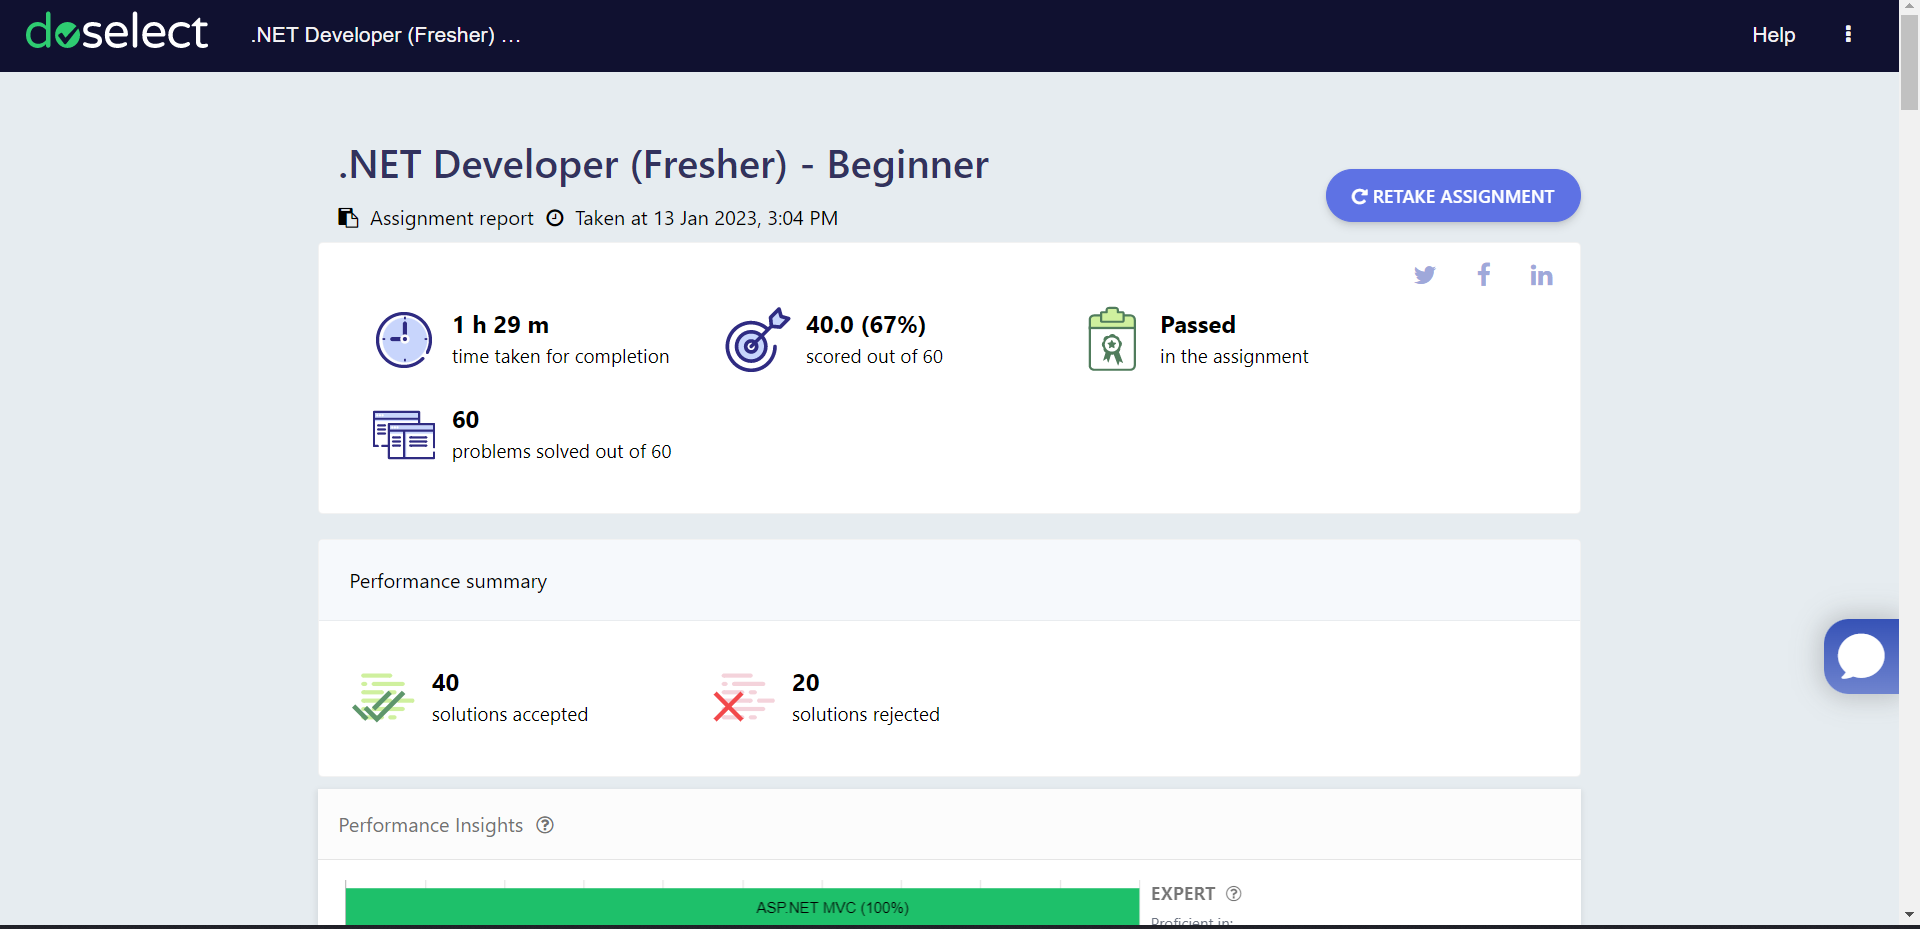 doselect
.NET Developer (Fresher) ...
Help
.NET Developer (Fresher) - Beginner
Assignment report Taken at 13 Jan 2023, 3:04 PM
RETAKE ASSIGNMENT
1 h 29 m
time taken for completion
40.0 (67%)
scored out of 60
Passed
in the assignment
60
problems solved out of 60
Performance summary
40
solutions accepted
20
solutions rejected
Performance Insights
ASP.NET MVC (100%)
EXPERT
Proficient in: